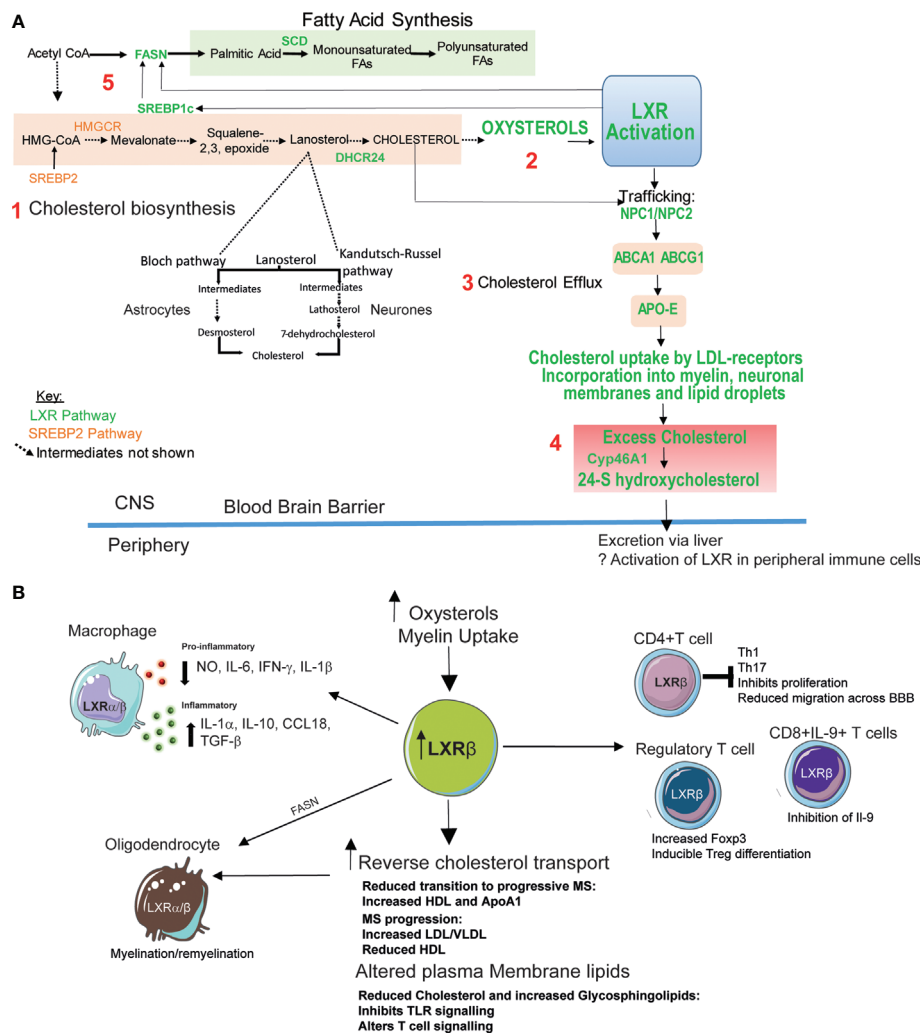 A
Fatty Acid Synthesis
Acetyl CoA
FASN
Palmitic Acid
SCD
Monounsaturated
FAs
Polyunsaturated
FAs
5
SREBP1c
LXR
Activation
HMGCR
HMG-CoA
Mevalonate
Squalene-
2,3, epoxide
Lanosterol
CHOLESTEROL
DHCR24
OXYSTEROLS
2
SREBP2
1 Cholesterol biosynthesis
Trafficking:
NPC1/NPC2
Bloch pathway
Lanosterol
Kandutsch-Russel
pathway
Intermediates
Intermediates
Astrocytes
Lathosterol
Neurones
Desmosterol
7-dehydrocholesterol
Cholesterol
ABCA1 ABCG1
3 Cholesterol Efflux
APO-E
Cholesterol uptake by LDL-receptors
Incorporation into myelin, neuronal
membranes and lipid droplets
Key:
LXR Pathway
SREBP2 Pathway
Intermediates not shown
4
Excess Cholesterol
Cyp46A1
24-S hydroxycholesterol
CNS
Blood Brain Barrier
Periphery
Excretion via liver
? Activation of LXR in peripheral immune cells
B
Macrophage
Pro-inflammatory
NO, IL-6, IFN-γ, IL-1β
LXRα/β
Inflammatory
IL-1α, IL-10, CCL18,
TGF-β
Oxysterols
Myelin Uptake
LXRβ
CD4+T cell
LXRβ
Th1
Th17
Inhibits proliferation
Reduced migration across BBB
Regulatory T cell
LXRβ
Increased Foxp3
Inducible Treg differentiation
CD8+IL-9+ T cells
LXRβ
Inhibition of Il-9
FASN
Oligodendrocyte
LXRα/β
Myelination/remyelination
Reverse cholesterol transport
Reduced transition to progressive MS:
Increased HDL and ApoA1
MS progression:
Increased LDL/VLDL
Reduced HDL
Altered plasma Membrane lipids
Reduced Cholesterol and increased Glycosphingolipids:
Inhibits TLR signalling
Alters T cell signalling